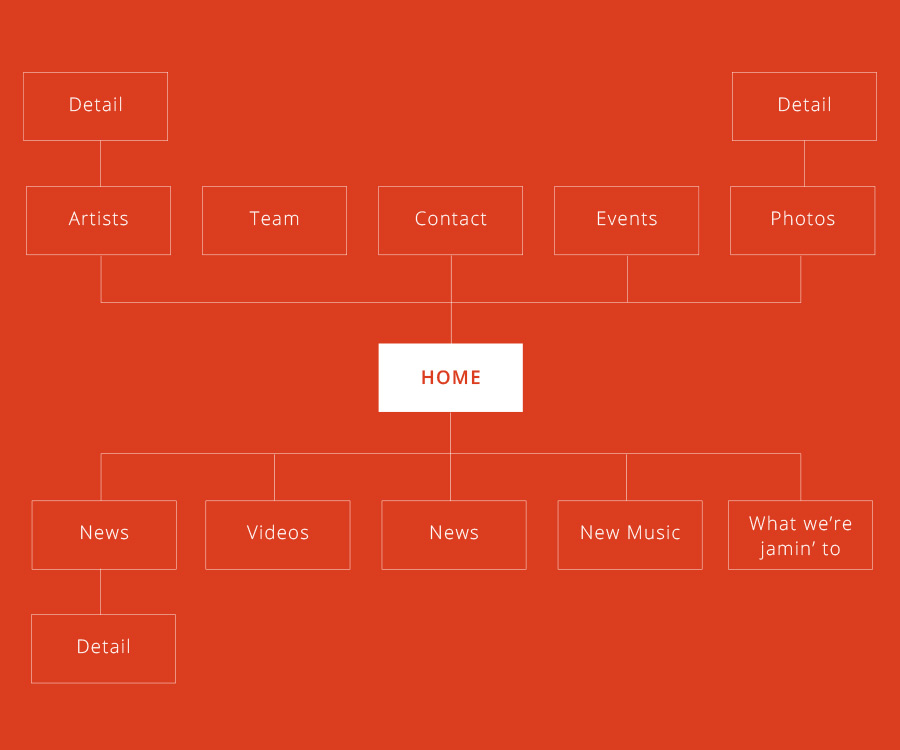 Detail
Detail
Artists
Team
Contact
Events
Photos
HOME
News
Videos
News
New Music
What we’re
jamin’ to
Detail